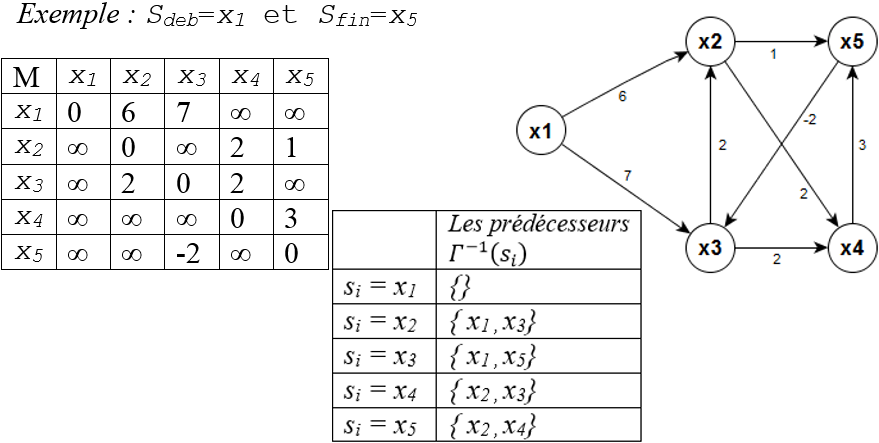 Exemple : Sdeb=x1 et Sfin=x5
M x1 x2 x3 x4 x5
x1 0 6 7 ∞ ∞
x2 ∞ 0 ∞ 2 1
x3 ∞ 2 0 2 ∞
x4 ∞ ∞ ∞ 0 3
x5 ∞ ∞ -2 ∞ 0
Les prédécesseurs
Γ⁻¹(si)
si = x1 {}
si = x2 { x1 ,x3}
si = x3 { x1 ,x5}
si = x4 { x2 ,x3}
si = x5 { x2 ,x4}
x2
x5
1
6
-2
x1
2
3
7
2
x3
x4
2